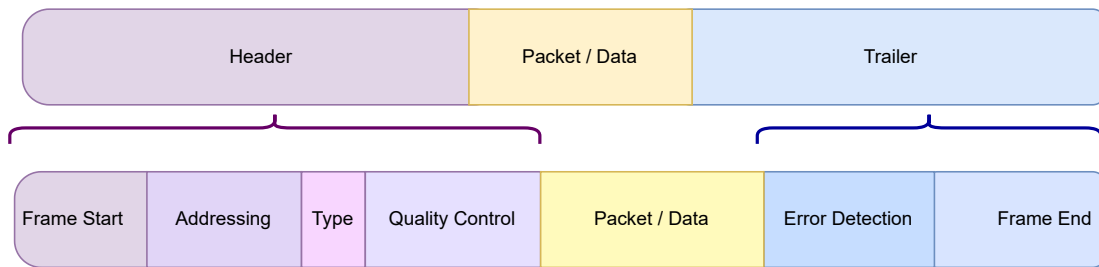 Header
Packet / Data
Trailer
Frame Start
Addressing
Type
Quality Control
Packet / Data
Error Detection
Frame End